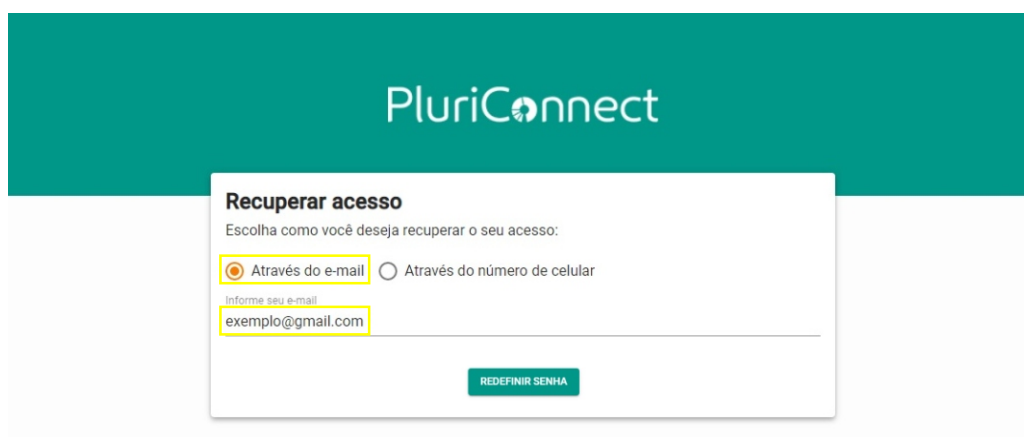 PluriConnect
Recuperar acesso
Escolha como você deseja recuperar o seu acesso:
Através do e-mail Através do número de celular
Informe seu e-mail
exemplo@gmail.com
REDEFINIR SENHA